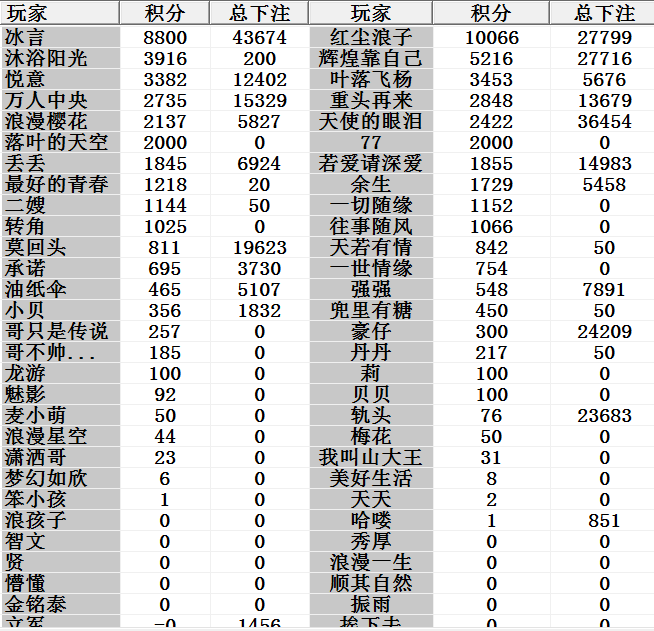 玩家 积分 总下注 玩家 积分 总下注
冰言 8800 43674 红尘浪子 10066 27799
沐浴阳光 3916 200 辉煌靠自己 5216 27716
悦意 3382 12402 叶落飞杨 3453 5676
万人中央 2735 15329 重头再来 2848 13679
浪漫樱花 2137 5827 天使的眼泪 2422 36454
落叶的天空 2000 0 77 2000 0
丢丢 1845 6924 若爱请深爱 1855 14983
最好的青春 1218 20 余生 1729 5458
二嫂 1144 50 一切随缘 1152 0
转角 1025 0 往事随风 1066 0
莫回头 811 19623 天若有情 842 50
承诺 695 3730 一世情缘 754 0
油纸伞 465 5107 强强 548 7891
小贝 356 1832 兜里有糖 450 50
哥只是传说 257 0 豪仔 300 24209
哥不帅... 185 0 丹丹 217 50
龙游 100 0 莉 100 0
魅影 92 0 贝贝 100 0
麦小萌 50 0 轨头 76 23683
浪漫星空 44 0 梅花 50 0
潇洒哥 23 0 我叫山大王 31 0
梦幻如欣 6 0 美好生活 8 0
笨小孩 1 0 天天 2 0
浪孩子 0 0 哈喽 1 851
智文 0 0 秀厚 0 0
贤 0 0 浪漫一生 0 0
懵懂 0 0 顺其自然 0 0
金铭泰 0 0 振雨 0 0
文军 -0 1456 挨下去 0 0